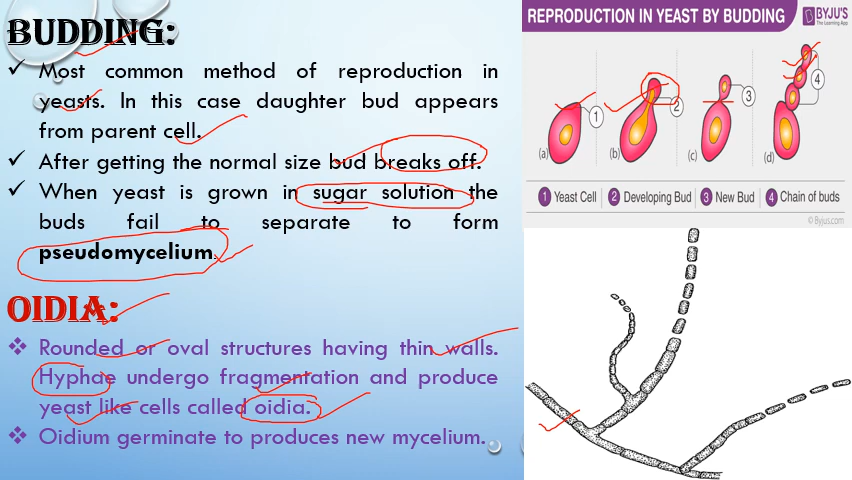 BUDDING:
✓ Most common method of reproduction in
yeasts. In this case daughter bud appears
from parent cell.
✓ After getting the normal size bud breaks off.
✓ When yeast is grown in sugar solution the
buds fail to separate to form
pseudomycelium.
OIDIA:
❖ Rounded or oval structures having thin walls.
Hyphae undergo fragmentation and produce
yeast like cells called oidia.
❖ Oidium germinate to produces new mycelium.
REPRODUCTION IN YEAST BY BUDDING
BYJU'S
The Learning App
1
2
3
4
(a)
(b)
(c)
(d)
1 Yeast Cell
2 Developing Bud
3 New Bud
4 Chain of buds
© Byjus.com